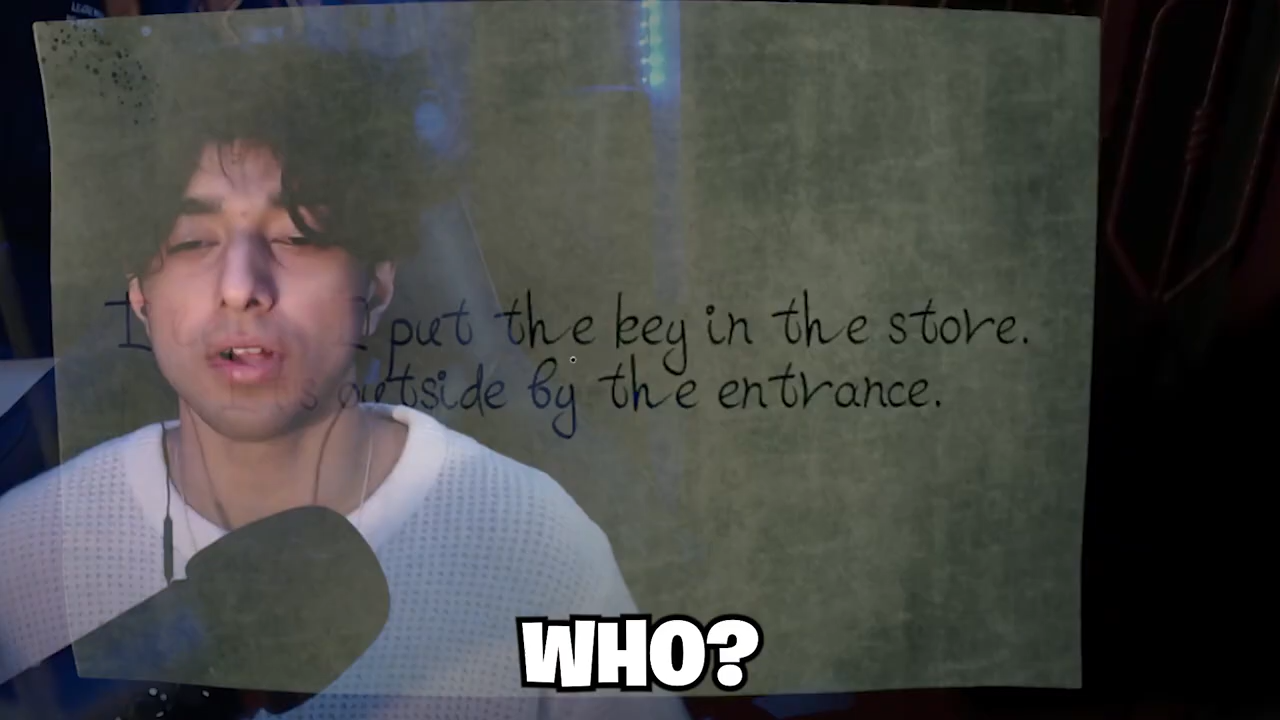 I put the key in the store.
outside by the entrance.
WHO?